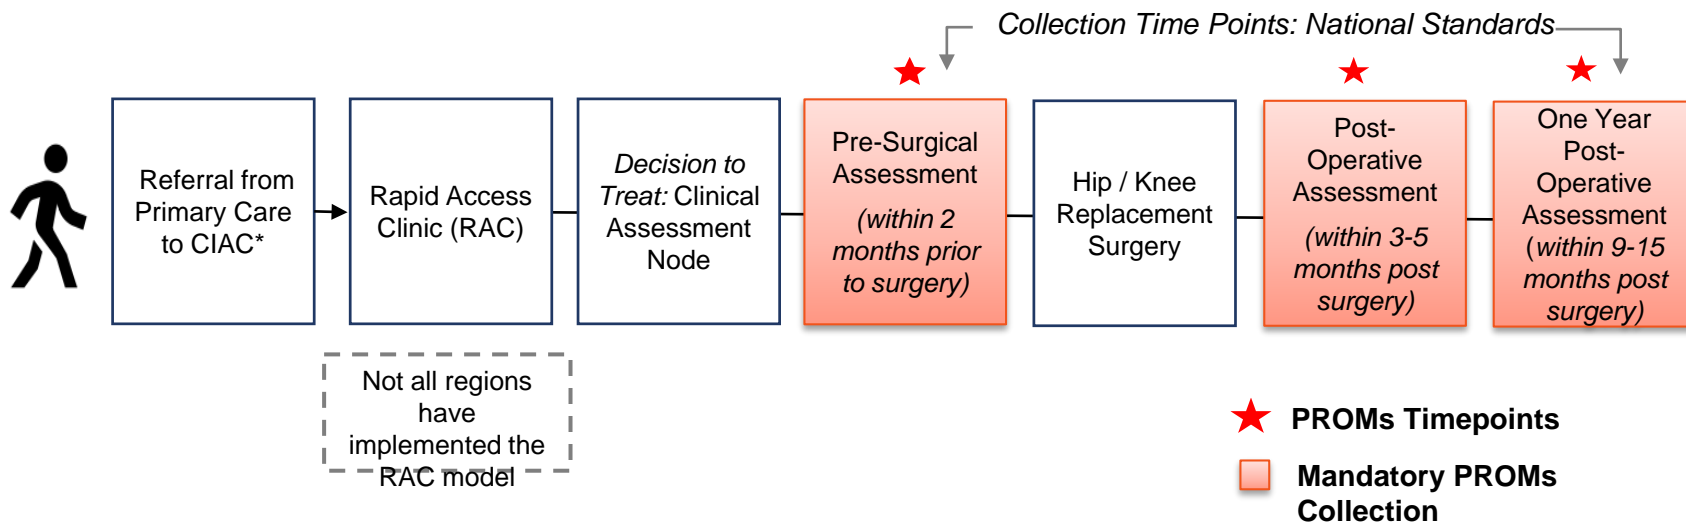 Collection Time Points: National Standards
Referral from
Primary Care
to CIAC*
Rapid Access
Clinic (RAC)
Decision to
Treat: Clinical
Assessment
Node
Pre-Surgical
Assessment
(within 2
months prior
to surgery)
Hip / Knee
Replacement
Surgery
Post-
Operative
Assessment
(within 3-5
months post
surgery)
One Year
Post-
Operative
Assessment
(within 9-15
months post
surgery)
Not all regions
have
implemented the
RAC model
PROMs Timepoints
Mandatory PROMs
Collection